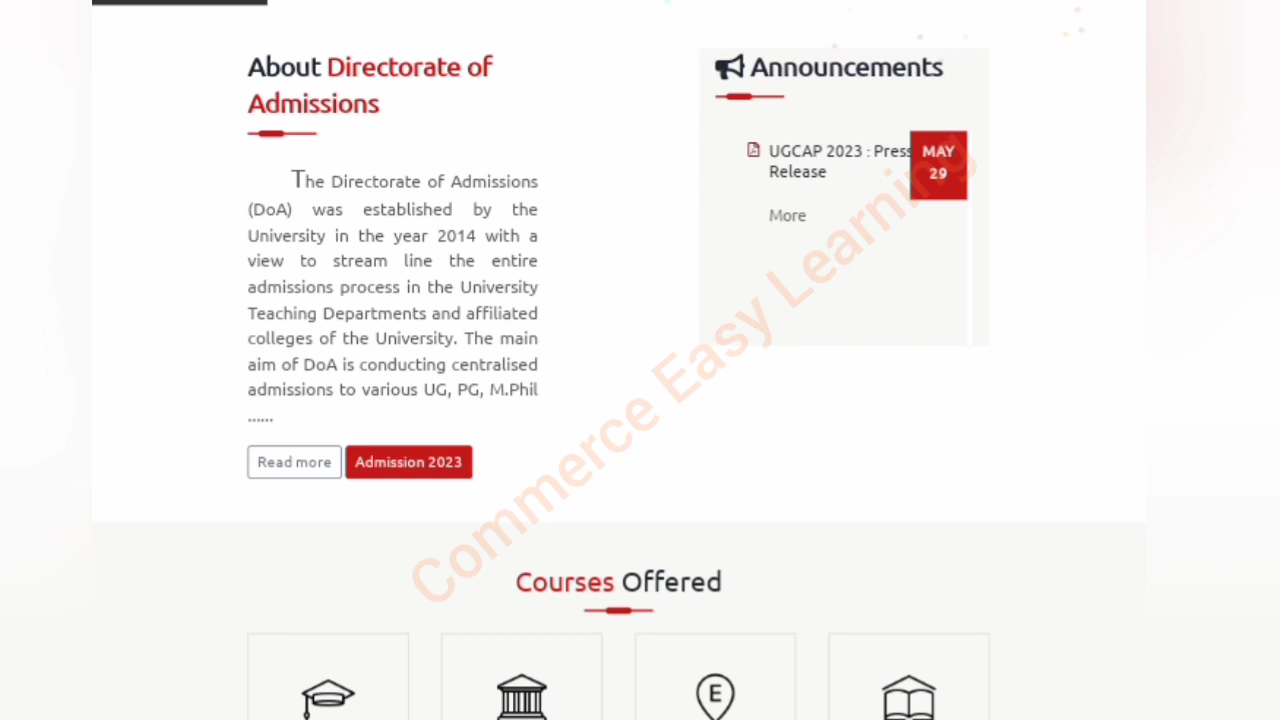 About Directorate of
Admissions
The Directorate of Admissions
(DoA) was established by the
University in the year 2014 with a
view to stream line the entire
admissions process in the University
Teaching Departments and affiliated
colleges of the University. The main
aim of DoA is conducting centralised
admissions to various UG, PG, M.Phil
......
Read more
Admission 2023
Announcements
UGCAP 2023 : Press
Release
MAY
29
More
Commerce Easy Learning
Courses Offered
E